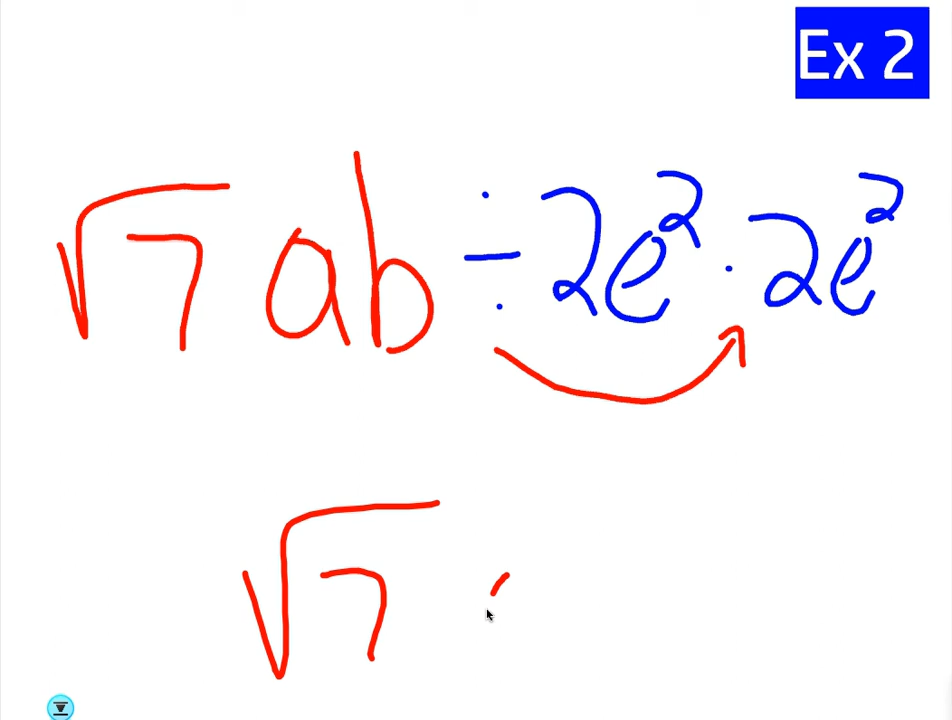 Ex 2
√7 ab ÷ 2e² · 2e²
√7